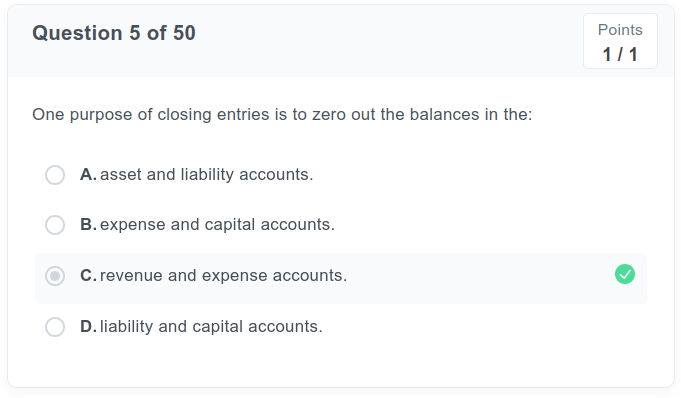 Question 5 of 50
Points
1 / 1
One purpose of closing entries is to zero out the balances in the:
A. asset and liability accounts.
B. expense and capital accounts.
C. revenue and expense accounts.
D. liability and capital accounts.